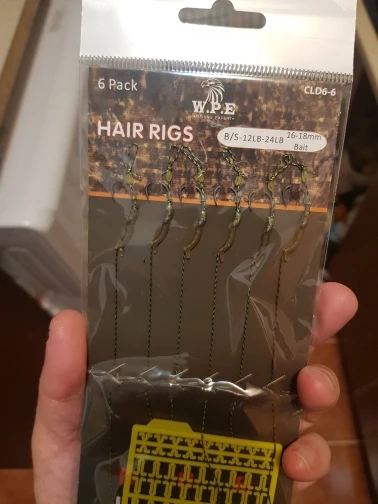 6 Pack
CLD6-6
W.P.E
HAIR RIGS
B/S-12LB-24LB
16-18mm
Bait